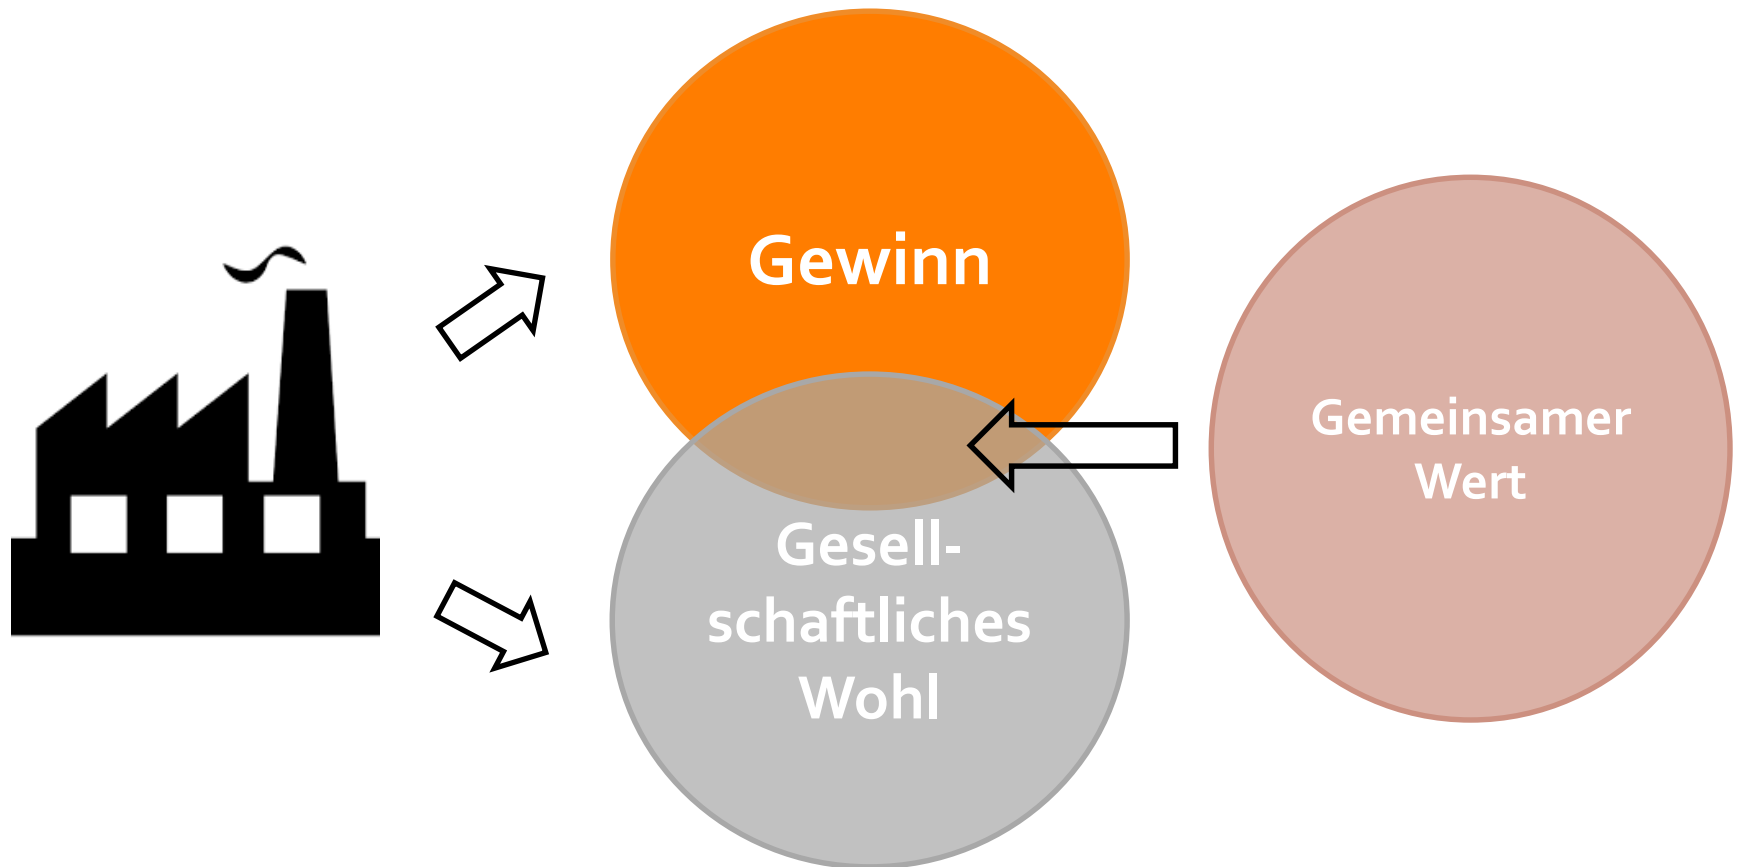 Gewinn
Gesell-
schaftliches
Wohl
Gemeinsamer
Wert